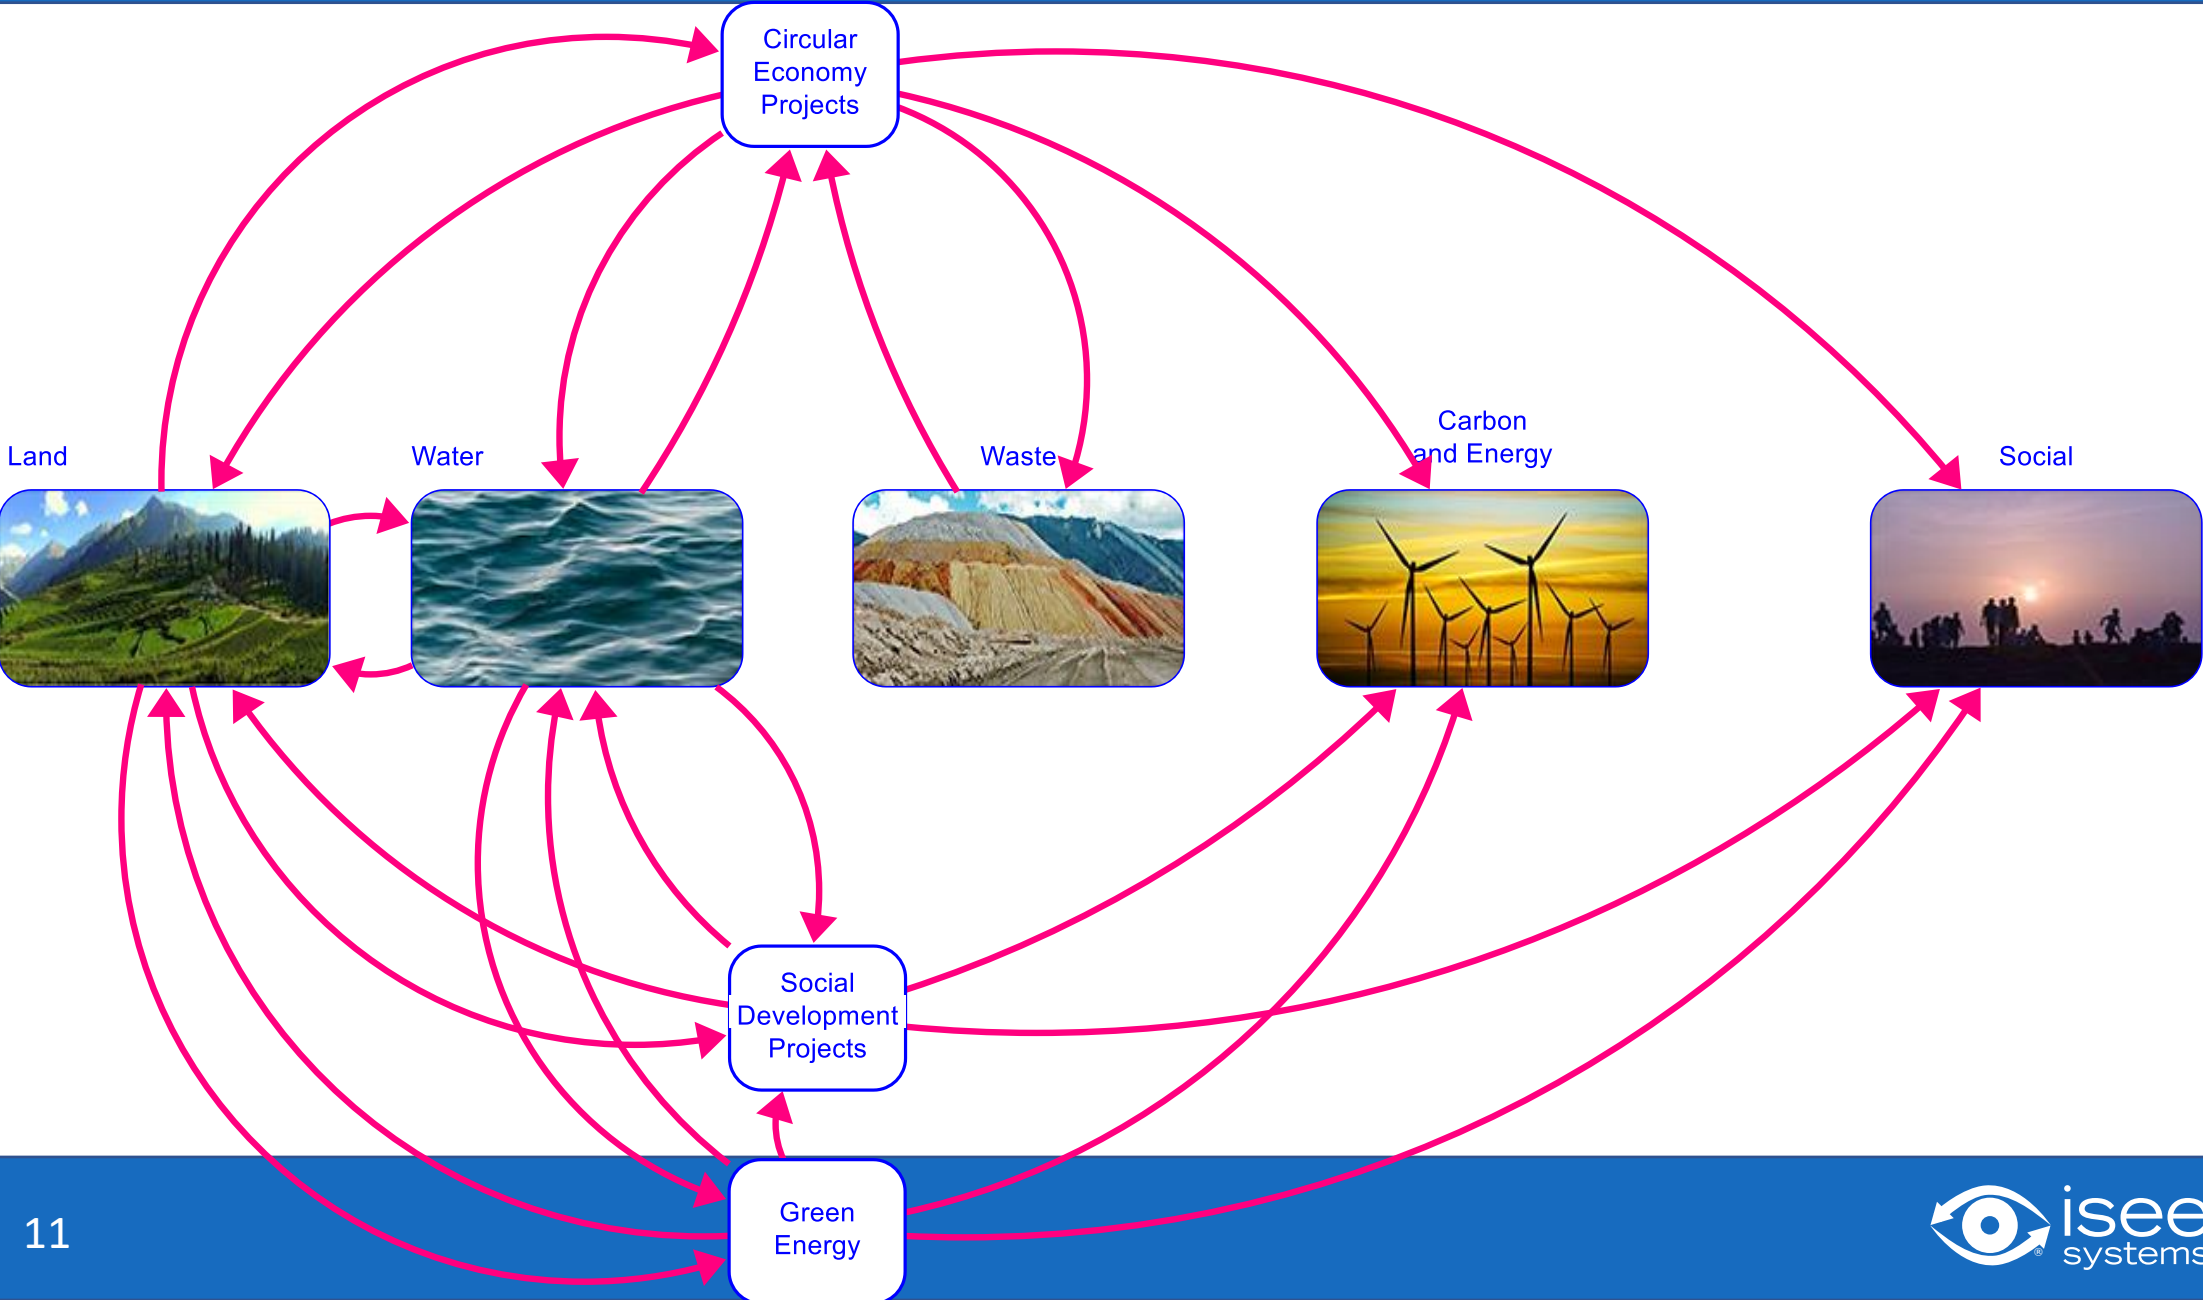 Circular
Economy
Projects
Land
Water
Waste
Carbon
and Energy
Social
Social
Development
Projects
Green
Energy
11
isee
systems
®